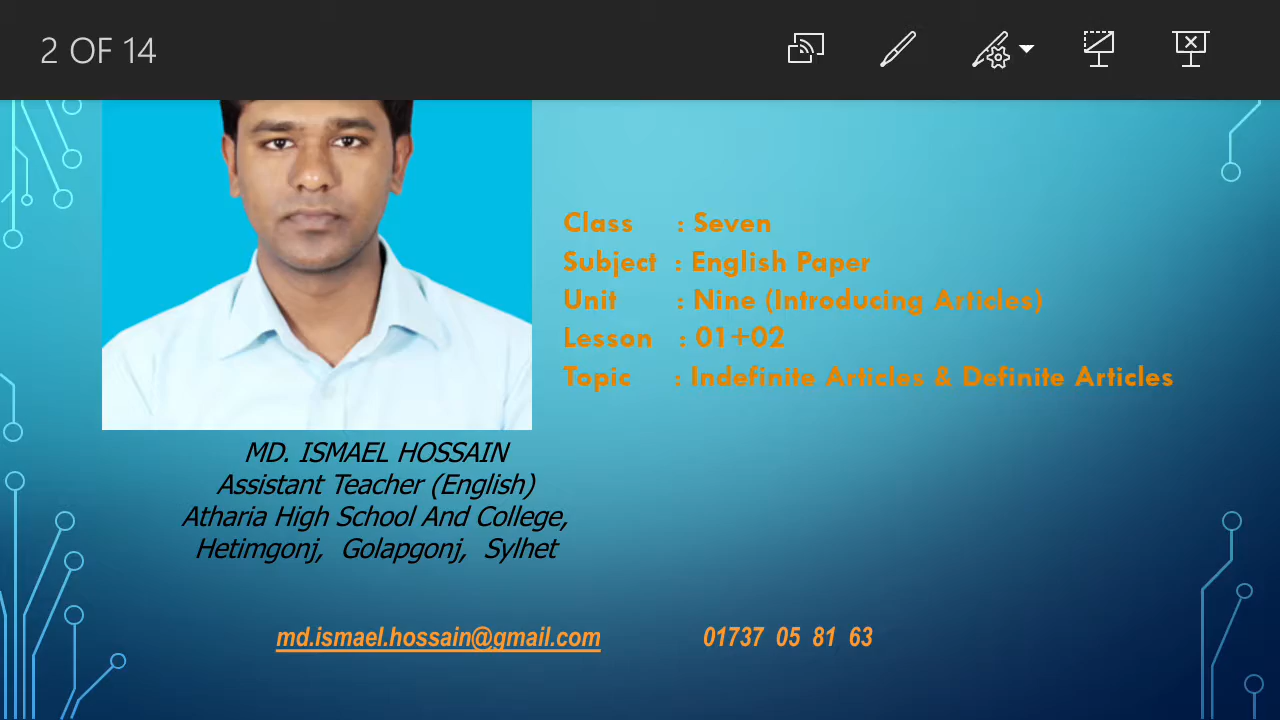 2 OF 14
Class : Seven
Subject : English Paper
Unit : Nine (Introducing Articles)
Lesson : 01+02
Topic : Indefinite Articles & Definite Articles
MD. ISMAEL HOSSAIN
Assistant Teacher (English)
Atharia High School And College,
Hetimgonj, Golapgonj, Sylhet
md.ismael.hossain@gmail.com 01737 05 81 63